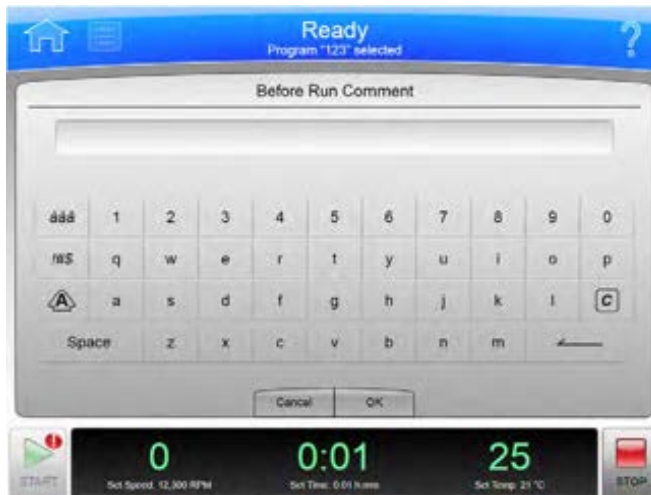 Ready
Program "123" selected
?
Before Run Comment
äâã 1 2 3 4 5 6 7 8 9 0
!#$ q w e r t y u i o p
A a s d f g h j k l C
Space z x c v b n m
Cancel OK
START ! 0 0:01 25 STOP
Set Speed 12,300 RPM Set Time 0:01 h:mm Set Temp 21 °C